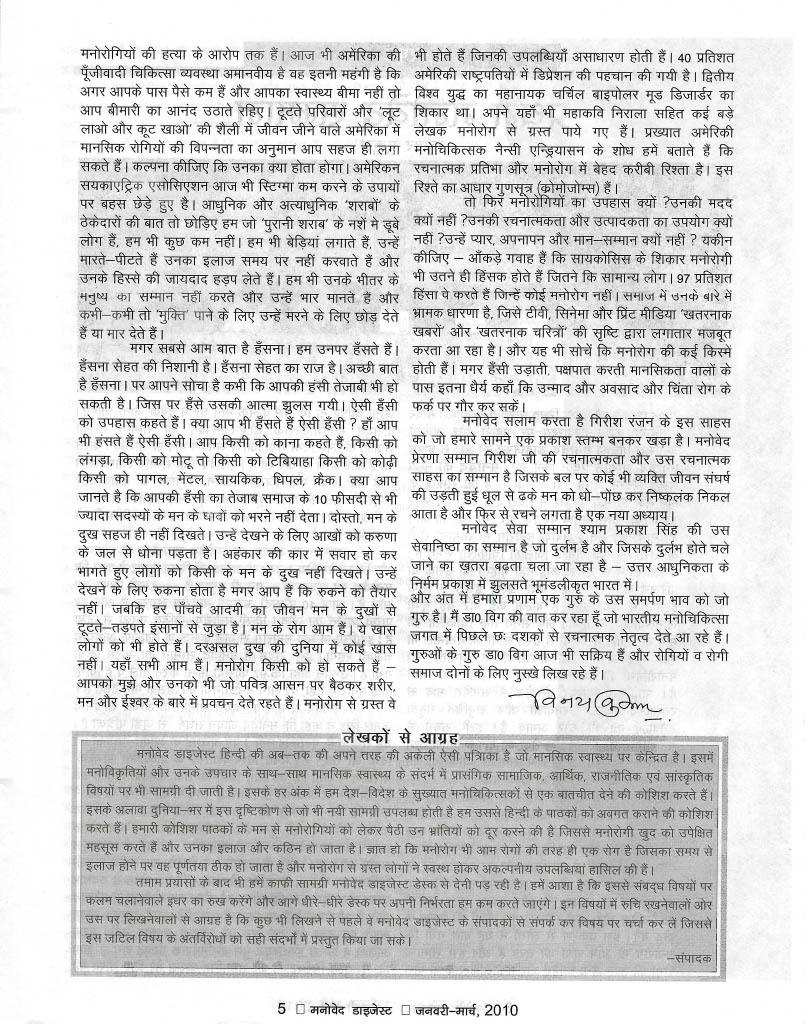 मनोरोगियों की हत्या के आरोप तक हैं। आज भी अमेरिका की
पूँजीवादी चिकित्सा व्यवस्था अमानवीय है वह इतनी महंगी है कि
अगर आपके पास पैसे कम हैं और आपका स्वास्थ्य बीमा नहीं तो
आप बीमारी का आनंद उठाते रहिए। टूटते परिवारों और 'लूट
लाओ और कूट खाओ' की शैली में जीवन जीने वाले अमेरिका में
मानसिक रोगियों की विपन्नता का अनुमान आप सहज ही लगा
सकते हैं। कल्पना कीजिए कि उनका क्या होता होगा। अमेरिकन
सयकाएट्रिक एसोसिएशन आज भी स्टिग्मा कम करने के उपायों
पर बहस छेड़े हुए है। आधुनिक और अत्याधुनिक 'शराबों' के
ठेकेदारों की बात तो छोड़िए हम जो 'पुरानी शराब' के नशें मे डूबे
लोग हैं, हम भी कुछ कम नहीं। हम भी बेड़ियां लगाते हैं, उन्हें
मारते–पीटते हैं उनका इलाज समय पर नहीं करवाते हैं और
उनके हिस्से की जायदाद हड़प लेते हैं। हम भी उनके भीतर के
मनुष्य का सम्मान नहीं करते और उन्हें भार मानते हैं और
कभी–कभी तो 'मुक्ति' पाने के लिए उन्हें मरने के लिए छोड़ देते
हैं या मार देते हैं।
मगर सबसे आम बात है हँसना। हम उनपर हँसते हैं।
हँसना सेहत की निशानी है। हँसना सेहत का राज है। अच्छी बात
है हँसना। पर आपने सोचा है कभी कि आपकी हंसी तेजाबी भी हो
सकती है। जिस पर हँसे उसकी आत्मा झुलस गयी। ऐसी हँसी
को उपहास कहते हैं। क्या आप भी हँसते हैं ऐसी हँसी ? हाँ आप
भी हंसते हैं ऐसी हँसी। आप किसी को काना कहते हैं, किसी को
लंगड़ा, किसी को मोटू तो किसी को टिबियाहा किसी को कोढ़ी
किसी को पागल, मेंटल, सायकिक, धिपल, क्रैक। क्या आप
जानते है कि आपकी हँसी का तेजाब समाज के 10 फीसदी से भी
ज्यादा सदस्यों के मन के घावों को भरने नहीं देता। दोस्तो, मन के
दुख सहज ही नहीं दिखते। उन्हें देखने के लिए आखों को करुणा
के जल से धोना पड़ता है। अहंकार की कार में सवार हो कर
भागते हुए लोगों को किसी के मन के दुख नहीं दिखते। उन्हें
देखने के लिए रुकना होता है मगर आप हैं कि रुकने को तैयार
नहीं। जबकि हर पाँचवें आदमी का जीवन मन के दुखों से
टूटते–तड़पते इंसानों से जुड़ा है। मन के रोग आम हैं। ये खास
लोगों को भी होते हैं। दरअसल दुख की दुनिया में कोई खास
नहीं। यहाँ सभी आम हैं। मनोरोग किसी को हो सकते हैं –
आपको मुझे और उनको भी जो पवित्र आसन पर बैठकर शरीर,
मन और ईश्वर के बारे में प्रवचन देते रहते हैं। मनोरोग से ग्रस्त वे
भी होते हैं जिनकी उपलब्धियाँ असाधारण होती हैं। 40 प्रतिशत
अमेरिकी राष्ट्रपतियों में डिप्रेशन की पहचान की गयी है। द्वितीय
विश्व युद्ध का महानायक चर्चिल बाइपोलर मूड डिजार्डर का
शिकार था। अपने यहाँ भी महाकवि निराला सहित कई बड़े
लेखक मनोरोग से ग्रस्त पाये गए हैं। प्रख्यात अमेरिकी
मनोचिकित्सक नैन्सी एन्ड्रियासन के शोध हमें बताते हैं कि
रचनात्मक प्रतिभा और मनोरोग में बेहद करीबी रिश्ता है। इस
रिश्ते का आधार गुणसूत्र (क्रोमोजोम्स) हैं।
तो फिर मनोरोगियों का उपहास क्यों ?उनकी मदद
क्यों नहीं ?उनकी रचनात्मकता और उत्पादकता का उपयोग क्यों
नहीं ?उन्हें प्यार, अपनापन और मान–सम्मान क्यों नहीं ? यकीन
कीजिए – आँकड़े गवाह हैं कि सायकोसिस के शिकार मनोरोगी
भी उतने ही हिंसक होते हैं जितने कि सामान्य लोग। 97 प्रतिशत
हिंसा वे करते हैं जिन्हें कोई मनोरोग नहीं। समाज में उनके बारे में
भ्रामक धारणा है, जिसे टीवी, सिनेमा और प्रिंट मीडिया 'खतरनाक
खबरों' और 'खतरनाक चरित्रों' की सृष्टि द्वारा लगातार मजबूत
करता आ रहा है। और यह भी सोचें कि मनोरोग की कई किस्में
होती हैं। मगर हँसी उड़ाती, पक्षपात करती मानसिकता वालों के
पास इतना धैर्य कहाँ कि उन्माद और अवसाद और चिंता रोग के
फर्क पर गौर कर सकें।
मनोवेद सलाम करता है गिरीश रंजन के इस साहस
को जो हमारे सामने एक प्रकाश स्तम्भ बनकर खड़ा है। मनोवेद
प्रेरणा सम्मान गिरीश जी की रचनात्मकता और उस रचनात्मक
साहस का सम्मान है जिसके बल पर कोई भी व्यक्ति जीवन संघर्ष
की उड़ती हुई धूल से ढके मन को धो–पोंछ कर निष्कलंक निकल
आता है और फिर से रचने लगता है एक नया अध्याय।
मनोवेद सेवा सम्मान श्याम प्रकाश सिंह की उस
सेवानिष्ठा का सम्मान है जो दुर्लभ है और जिसके दुर्लभ होते चले
जाने का ख़तरा बढ़ता चला जा रहा है – उत्तर आधुनिकता के
निर्मम प्रकाश में झुलसते भूमंडलीकृत भारत में।
और अंत में हमारा प्रणाम एक गुरु के उस समर्पण भाव को जो
गुरु है। मैं डा0 विग की बात कर रहा हूँ जो भारतीय मनोचिकित्सा
जगत में पिछले छः दशकों से रचनात्मक नेतृत्व देते आ रहे हैं।
गुरुओं के गुरु डा0 विग आज भी सक्रिय हैं और रोगियों व रोगी
समाज दोनों के लिए नुस्खे लिख रहे हैं।
विनय कुमार
लेखकों से आग्रह
मनोवेद डाइजेस्ट हिन्दी की अब–तक की अपने तरह की अकेली ऐसी पत्रिाका है जो मानसिक स्वास्थ्य पर केन्द्रित है। इसमें
मनोविकृतियों और उनके उपचार के साथ–साथ मानसिक स्वास्थ्य के संदर्भ में प्रासंगिक सामाजिक, आर्थिक, राजनीतिक एवं सांस्कृतिक
विषयों पर भी सामाग्री दी जाती है। इसके हर अंक में हम देश–विदेश के सुख्यात मनोचिकित्सकों से एक बातचीत देने की कोशिश करते हैं।
इसके अलावा दुनिया–भर में इस दृष्टिकोण से जो भी नयी सामग्री उपलब्ध होती है हम उससे हिन्दी के पाठकों को अवगत कराने की कोशिश
करते हैं। हमारी कोशिश पाठकों के मन से मनोरोगियों को लेकर पैठी उन भ्रांतियों को दूर करने की है जिससे मनोरोगी खुद को उपेक्षित
महसूस करते हैं और उनका इलाज और कठिन हो जाता है। ज्ञात हो कि मनोरोग भी आम रोगों की तरह ही एक रोग है जिसका समय से
इलाज होने पर वह पूर्णतया ठीक हो जाता है और मनोरोग से ग्रस्त लोगों ने स्वस्थ होकर अकल्पनीय उपलब्धियां हासिल की हैं।
तमाम प्रयासों के बाद भी हमें काफी सामग्री मनोवेद डाइजेस्ट डेस्क से देनी पड़ रही है। हमें आशा है कि इससे संबद्ध विषयों पर
कलम चलानेवाले इधर का रुख करेंगे और आगे धीरे–धीरे डेस्क पर अपनी निर्भरता हम कम करते जाएंगे। इन विषयों में रुचि रखनेवालों ओर
उस पर लिखनेवालों से आग्रह है कि कुछ भी लिखने से पहले वे मनोवेद डाइजेस्ट के संपादकों से संपर्क कर विषय पर चर्चा कर लें जिससे
इस जटिल विषय के अंतर्विरोधों को सही संदर्भों में प्रस्तुत किया जा सके।
–संपादक
5 □ मनोवेद डाइजेस्ट □ जनवरी–मार्च, 2010